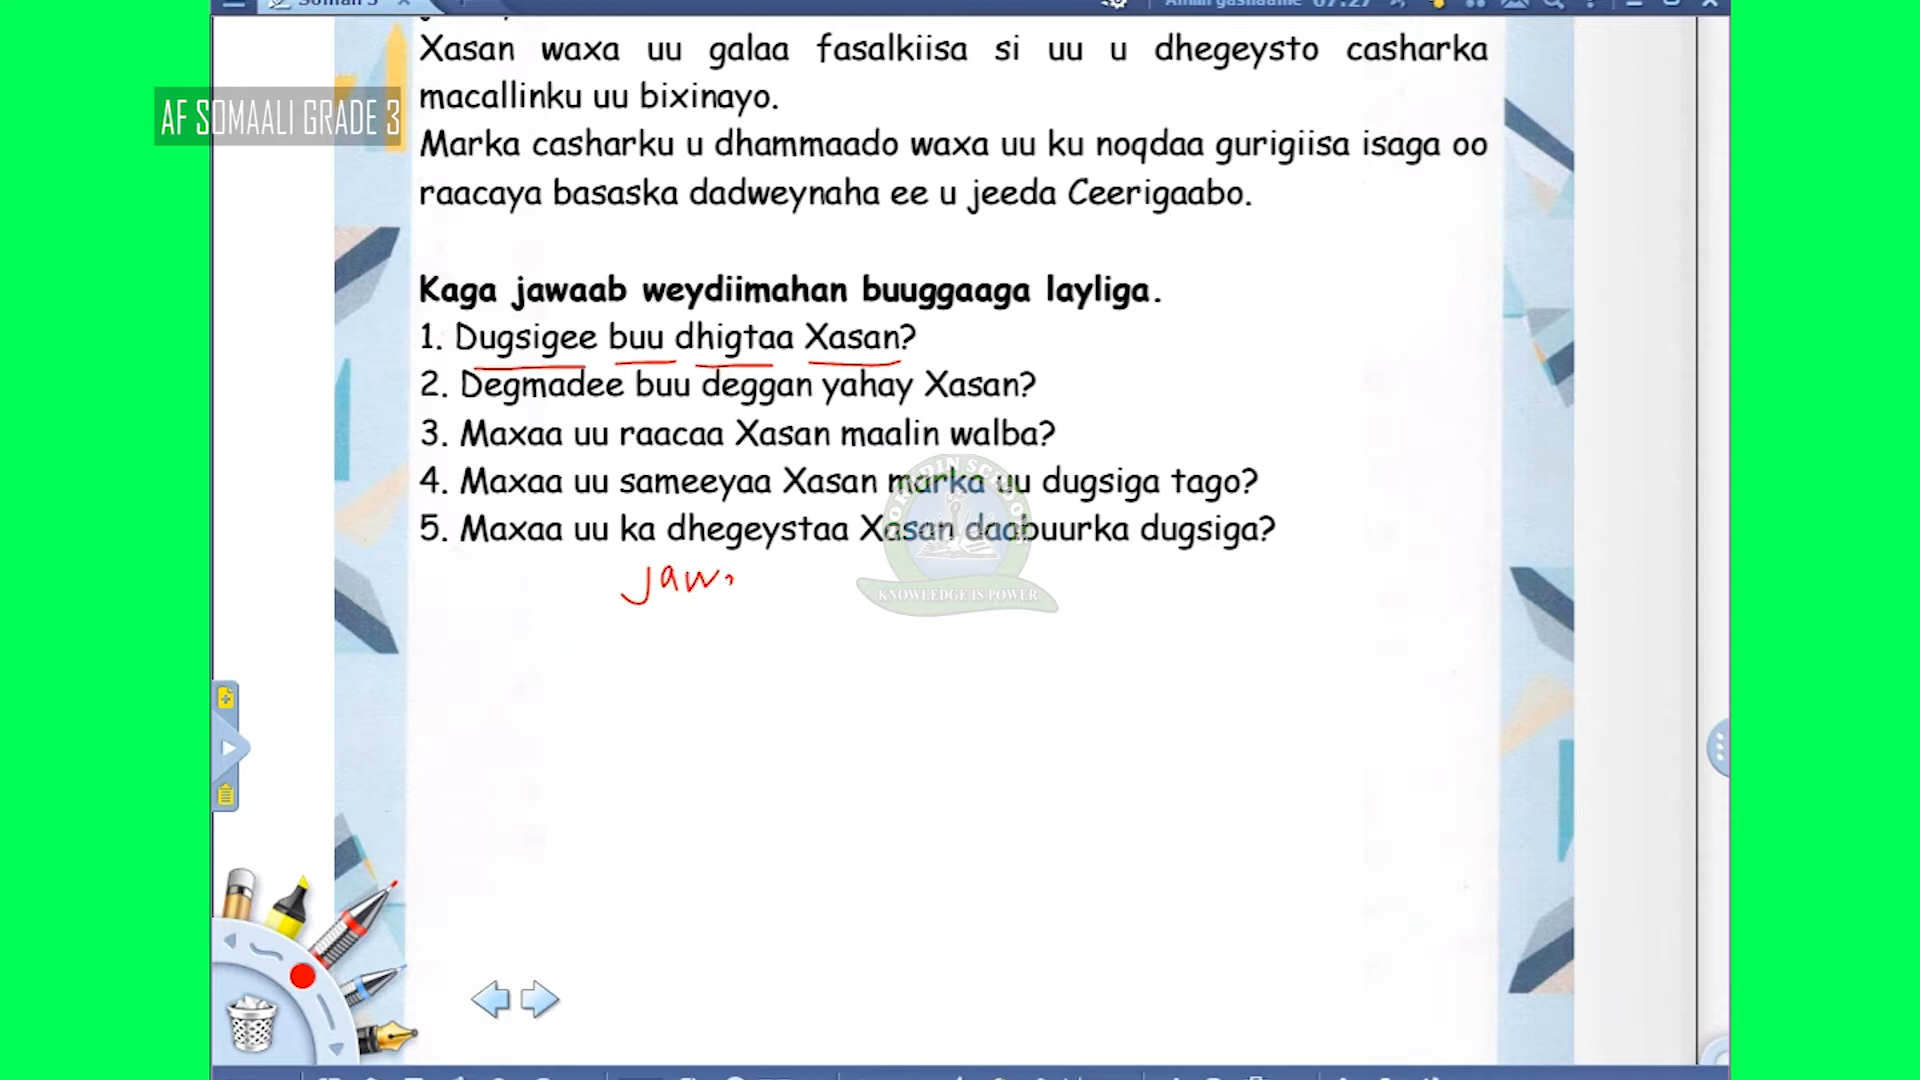 Somali 3
07:27
AF SOMAALI GRADE 3
Xasan waxa uu galaa fasalkiisa si uu u dhegeysto casharka
macallinku uu bixinayo.
Marka casharku u dhammaado waxa uu ku noqdaa gurigiisa isaga oo
raacaya basaska dadweynaha ee u jeeda Ceerigaabo.
Kaga jawaab weydiimahan buuggaaga layliga.
1. Dugsigee buu dhigtaa Xasan?
2. Degmadee buu deggan yahay Xasan?
3. Maxaa uu raacaa Xasan maalin walba?
4. Maxaa uu sameeyaa Xasan marka uu dugsiga tago?
5. Maxaa uu ka dhegeystaa Xasan daabuurka dugsiga?
Jaw
KNOWLEDGE IS POWER